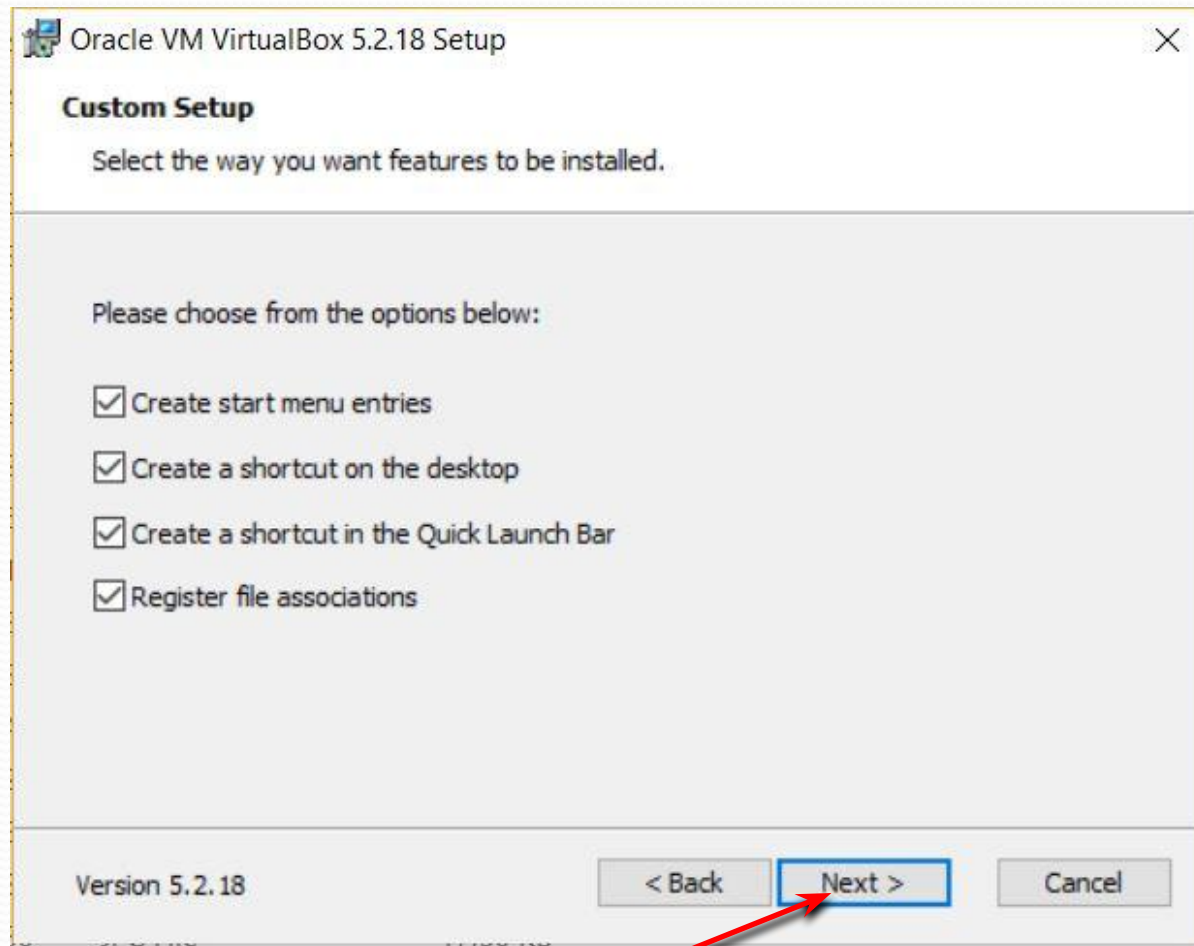 Oracle VM VirtualBox 5.2.18 Setup
Custom Setup
Select the way you want features to be installed.
Please choose from the options below:
Create start menu entries
Create a shortcut on the desktop
Create a shortcut in the Quick Launch Bar
Register file associations
Version 5.2.18
< Back
Next >
Cancel